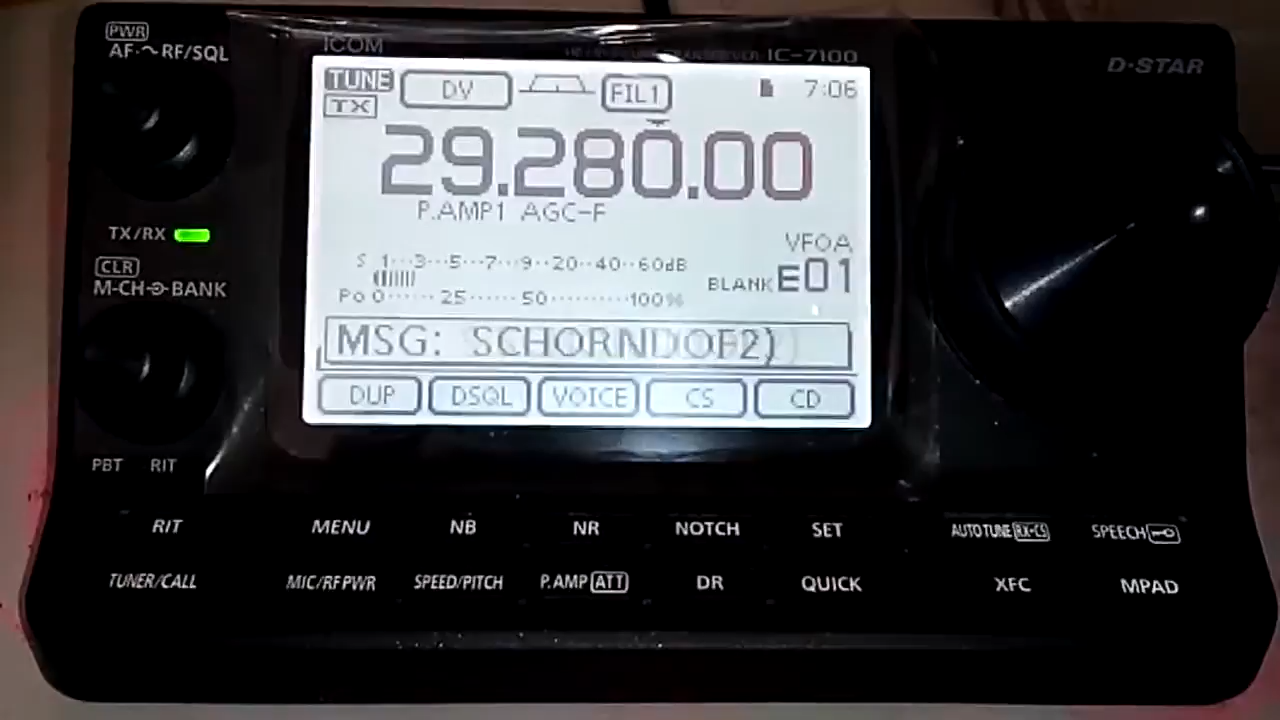 PWR
AF RF/SQL
ICOM
TRANSCEIVER IC-7100
D-STAR
TUNE DV FIL1 7:06
TX
29.280.00
P.AMP1 AGC-F
TX/RX
VFOA
S 1···3···5···7···9··20··40··60dB
BLANK E01
Po 0······25······50··········100%
CLR
M-CH BANK
MSG: SCHORNDOF2)
DUP DSQL VOICE CS CD
PBT RIT
RIT MENU NB NR NOTCH SET AUTO TUNE RX→CS SPEECH
TUNER/CALL MIC/RF PWR SPEED/PITCH P.AMP ATT DR QUICK XFC MPAD